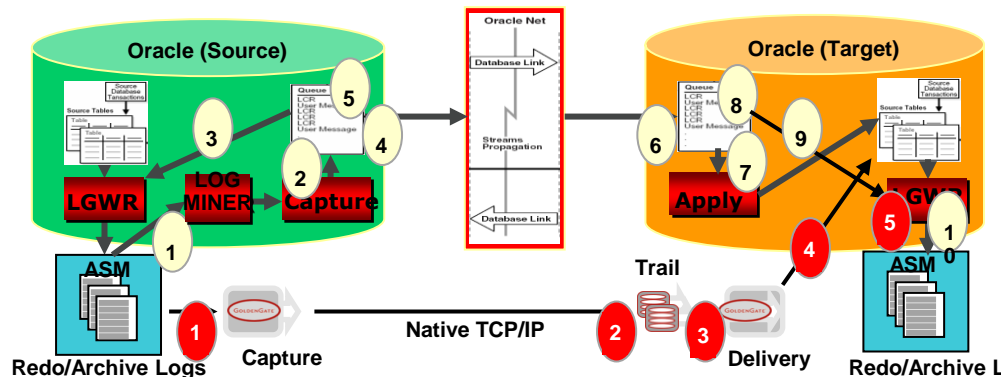 Oracle (Source)
Source
Database
Transactions
Source Tables
Table
Table
Queue
LCR
User Me
LCR
LCR
LCR
User Message
5
3
4
2
LGWR
LOG
MINER
Capture
1
ASM
Redo/Archive Logs
1
GOLDENGATE
Capture
Native TCP/IP
Oracle Net
Database Link
Streams
Propagation
Database Link
Oracle (Target)
Queue
LCR
User Mes
LCR
LCR
LCR
User Message
8
6
7
9
Apply
Source
Database
Transactions
Source Tables
Table
Table
LGWR
5
10
4
ASM
Trail
2
3
GOLDENGATE
Delivery
Redo/Archive L